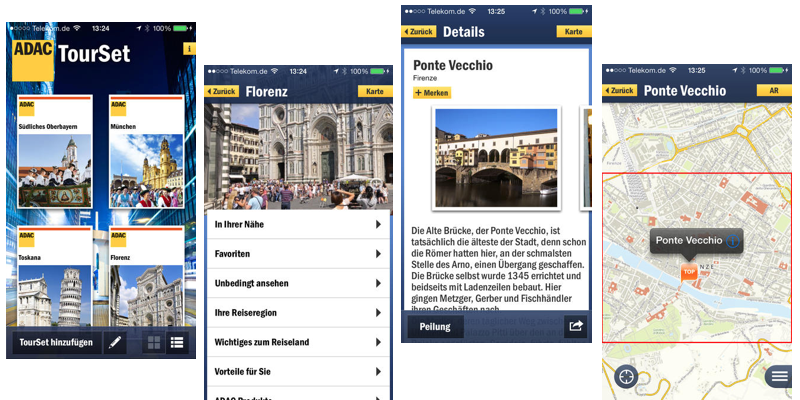 Telekom.de 13:24 100%
ADAC TourSet
i
ADAC
Südliches Oberbayern
ADAC
München
ADAC
Toskana
ADAC
Florenz
TourSet hinzufügen
Telekom.de 13:24 100%
Zurück Florenz Karte
In Ihrer Nähe
Favoriten
Unbedingt ansehen
Ihre Reiseregion
Wichtiges zum Reiseland
Vorteile für Sie
ADAC Produkte
Telekom.de 13:25 100%
Zurück Details Karte
Ponte Vecchio
Firenze
+ Merken
Die Alte Brücke, der Ponte Vecchio, ist
tatsächlich die älteste der Stadt, denn schon
die Römer hatten hier, an der schmalsten
Stelle des Arno, einen Übergang geschaffen.
Die Brücke selbst wurde 1345 errichtet und
beidseits mit Ladenzeilen bebaut. Hier
gingen Metzger, Gerber und Fischhändler
ihren Geschäften nach
Peilung
Telekom.de 13:25 100%
Zurück Ponte Vecchio AR
Ponte Vecchio
TOP
NZE